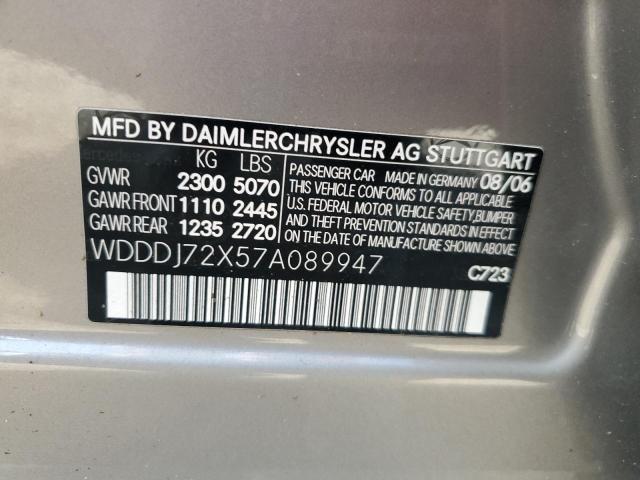 MFD BY DAIMLERCHRYSLER AG STUTTGART
KG LBS
GVWR 2300 5070
GAWR FRONT 1110 2445
GAWR REAR 1235 2720
PASSENGER CAR MADE IN GERMANY 08/06
THIS VEHICLE CONFORMS TO ALL APPLICABLE
U.S. FEDERAL MOTOR VEHICLE SAFETY, BUMPER
AND THEFT PREVENTION STANDARDS IN EFFECT
ON THE DATE OF MANUFACTURE SHOWN ABOVE
WDDDJ72X57A089947
C723